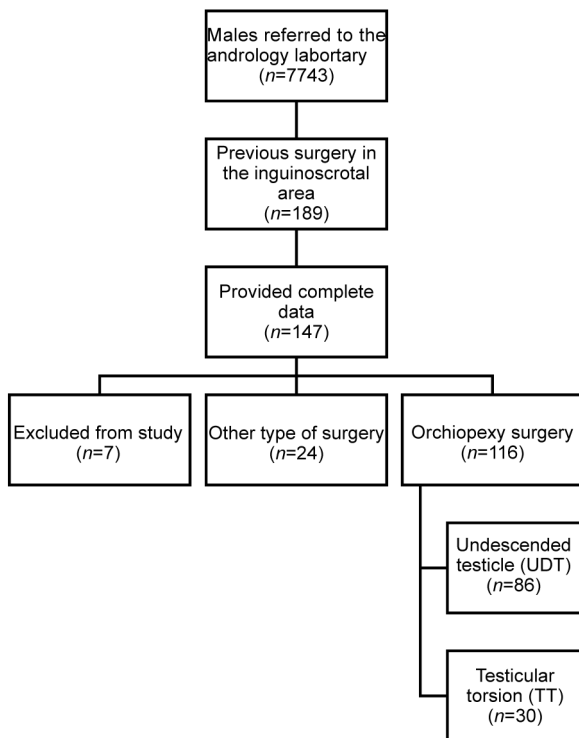 Males referred to the
andrology labortary
(n=7743)
Previous surgery in
the inguinoscrotal
area
(n=189)
Provided complete
data
(n=147)
Excluded from study
(n=7)
Other type of surgery
(n=24)
Orchiopexy surgery
(n=116)
Undescended
testicle (UDT)
(n=86)
Testicular
torsion (TT)
(n=30)